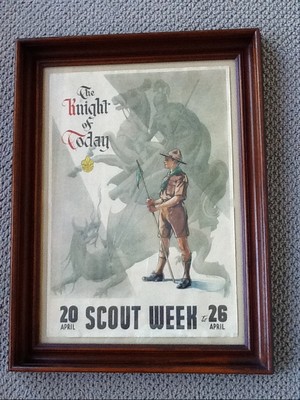 The
Knight
of
Today
20 APRIL SCOUT WEEK to 26 APRIL